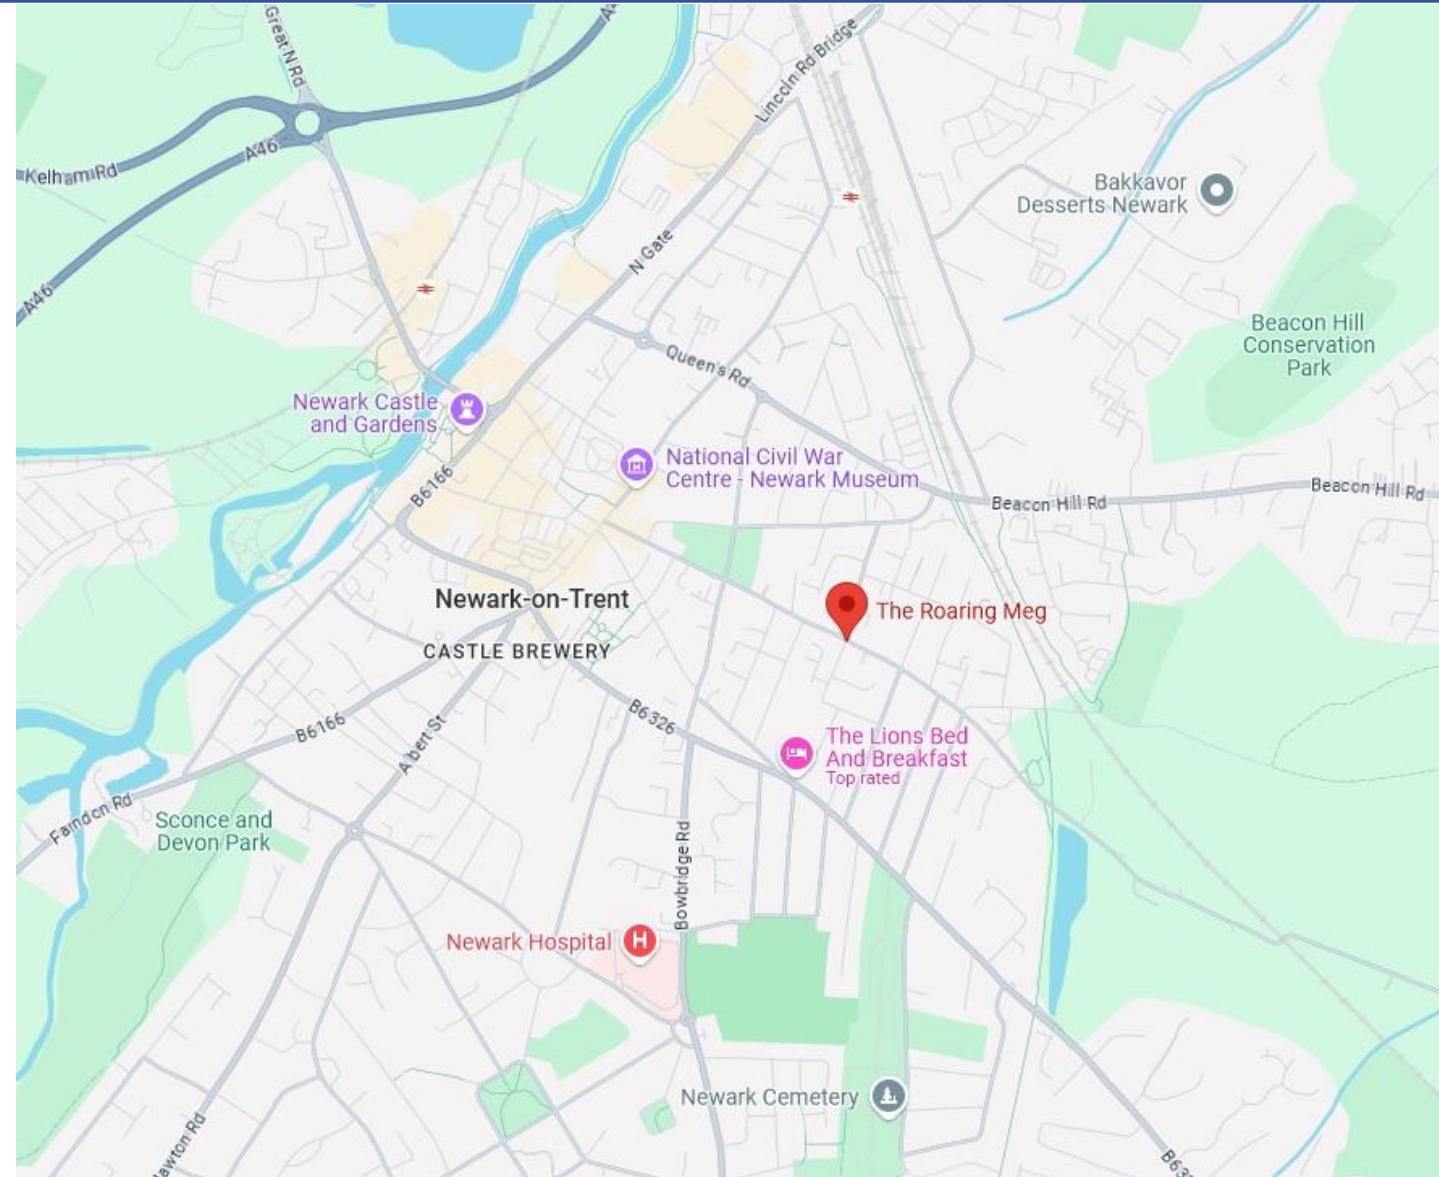 Great N Rd
Lincoln Rd Bridge
A46
Kelham Rd
A46
N Gate
Bakkavor
Desserts Newark
Beacon Hill
Conservation
Park
Queen's Rd
Newark Castle
and Gardens
National Civil War
Centre - Newark Museum
B6166
Beacon Hill Rd
Beacon Hill Rd
Newark-on-Trent
The Roaring Meg
CASTLE BREWERY
B6326
B6166
Albert St
The Lions Bed
And Breakfast
Top rated
Farndon Rd
Sconce and
Devon Park
Bowbridge Rd
Newark Hospital
H
Newark Cemetery